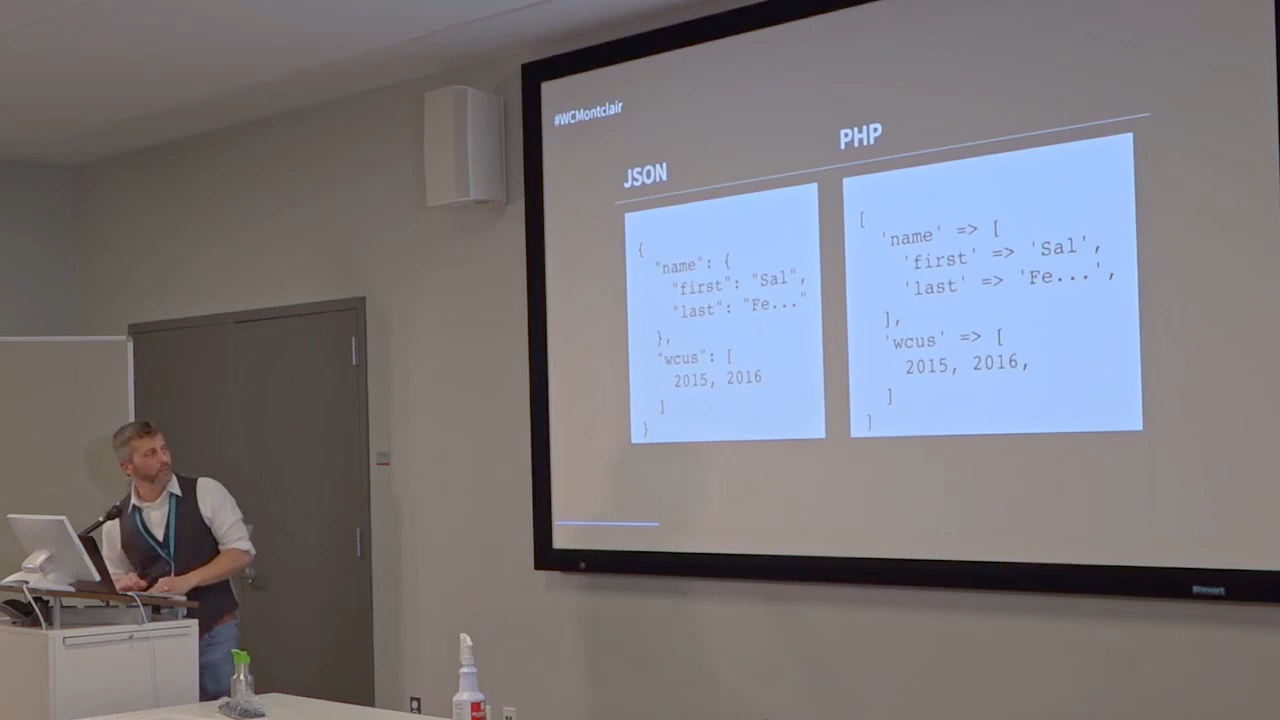 #WCMontclair
JSON
{
"name": {
"first": "Sal",
"last": "Fe..."
},
"wcus": [
2015, 2016
]
}
PHP
[
'name' => [
'first' => 'Sal',
'last' => 'Fe...',
],
'wcus' => [
2015, 2016,
]
]
Stewart